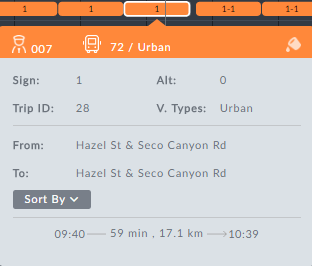 1 1 1 1-1 1-1
007 72 / Urban
Sign: 1 Alt: 0
Trip ID: 28 V. Types: Urban
From: Hazel St & Seco Canyon Rd
To: Hazel St & Seco Canyon Rd
Sort By
09:40 59 min , 17.1 km 10:39